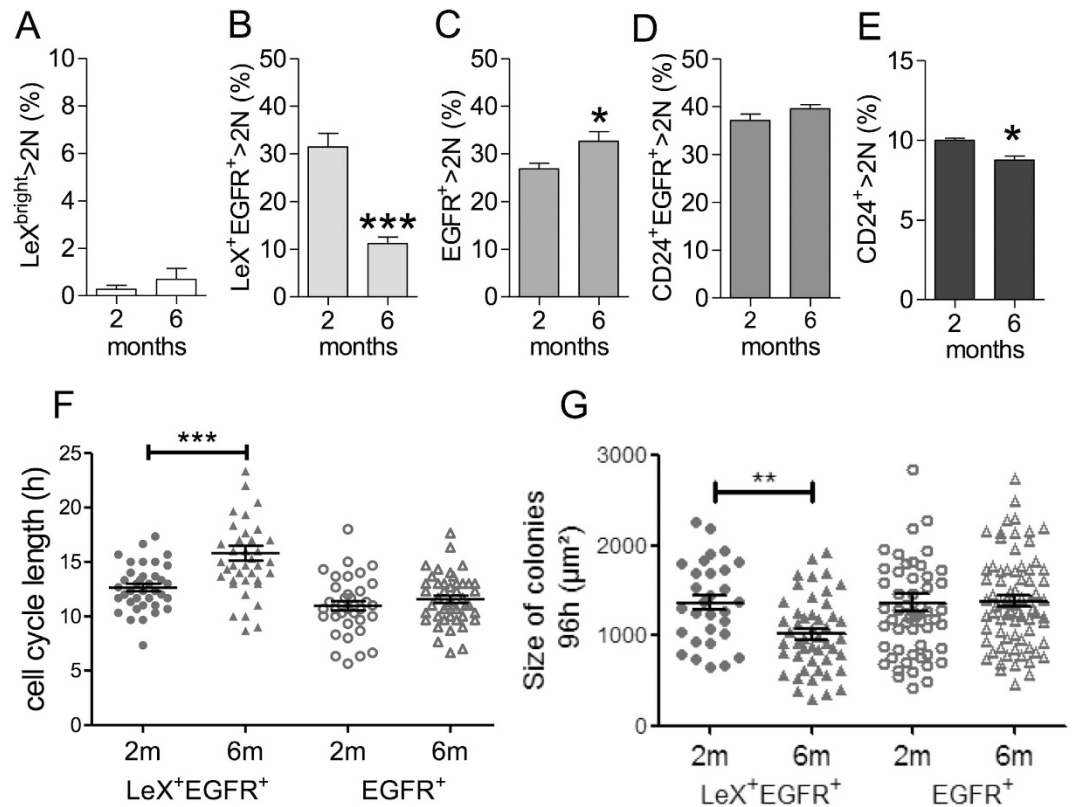 A
LeXbright>2N (%)
10
8
6
4
2
0
2 6
months
B
LeX+EGFR+>2N (%)
50
40
30
20
10
0
***
2 6
months
C
EGFR+>2N (%)
50
40
30
20
10
0
*
2 6
months
D
CD24+EGFR+>2N (%)
50
40
30
20
10
0
2 6
months
E
CD24+>2N (%)
15
10
5
0
*
2 6
months
F
cell cycle length (h)
25
20
15
10
5
0
***
2m 6m 2m 6m
LeX+EGFR+ EGFR+
G
Size of colonies
96h (µm²)
3000
2000
1000
0
**
2m 6m 2m 6m
LeX+EGFR+ EGFR+